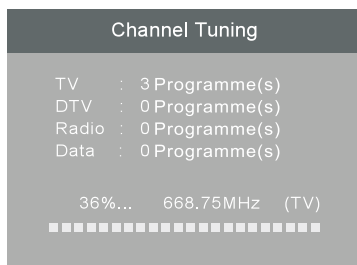 Channel Tuning
TV : 3 Programme(s)
DTV : 0 Programme(s)
Radio : 0 Programme(s)
Data : 0 Programme(s)
36%... 668.75MHz (TV)